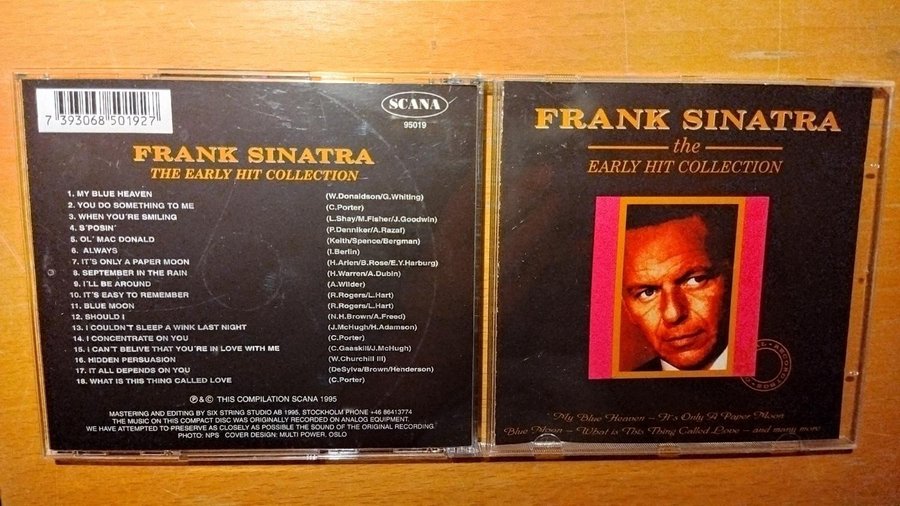 7 393068 501927
SCANA
95019
FRANK SINATRA
THE EARLY HIT COLLECTION
1. MY BLUE HEAVEN (W.Donaldson/G.Whiting)
2. YOU DO SOMETHING TO ME (C.Porter)
3. WHEN YOU'RE SMILING (L.Shay/M.Fisher/J.Goodwin)
4. S'POSIN' (P.Denniker/A.Razaf)
5. OL' MAC DONALD (Keith/Spence/Bergman)
6. ALWAYS (I.Berlin)
7. IT'S ONLY A PAPER MOON (H.Arlen/B.Rose/E.Y.Harburg)
8. SEPTEMBER IN THE RAIN (H.Warren/A.Dubin)
9. I'LL BE AROUND (A.Wilder)
10. IT'S EASY TO REMEMBER (R.Rogers/L.Hart)
11. BLUE MOON (R.Rogers/L.Hart)
12. SHOULD I (N.H.Brown/A.Freed)
13. I COULDN'T SLEEP A WINK LAST NIGHT (J.McHugh/H.Adamson)
14. I CONCENTRATE ON YOU (C.Porter)
15. I CAN'T BELIVE THAT YOU'RE IN LOVE WITH ME (C.Gaaskill/J.McHugh)
16. HIDDEN PERSUASION (W.Churchill III)
17. IT ALL DEPENDS ON YOU (DeSylva/Brown/Henderson)
18. WHAT IS THIS THING CALLED LOVE (C.Porter)
℗ & © THIS COMPILATION SCANA 1995
MASTERING AND EDITING BY SIX STRING STUDIO AB 1995, STOCKHOLM PHONE +46 86413774
THE MUSIC ON THIS COMPACT DISC WAS ORIGINALLY RECORDED ON ANALOG EQUIPMENT.
WE HAVE ATTEMPTED TO PRESERVE AS CLOSELY AS POSSIBLE THE SOUND OF THE ORIGINAL RECORDING.
PHOTO: NPS COVER DESIGN: MULTI POWER, OSLO
FRANK SINATRA
the
EARLY HIT COLLECTION
My Blue Heaven – It's Only A Paper Moon
Blue Moon – What is This Thing Called Love – and many more